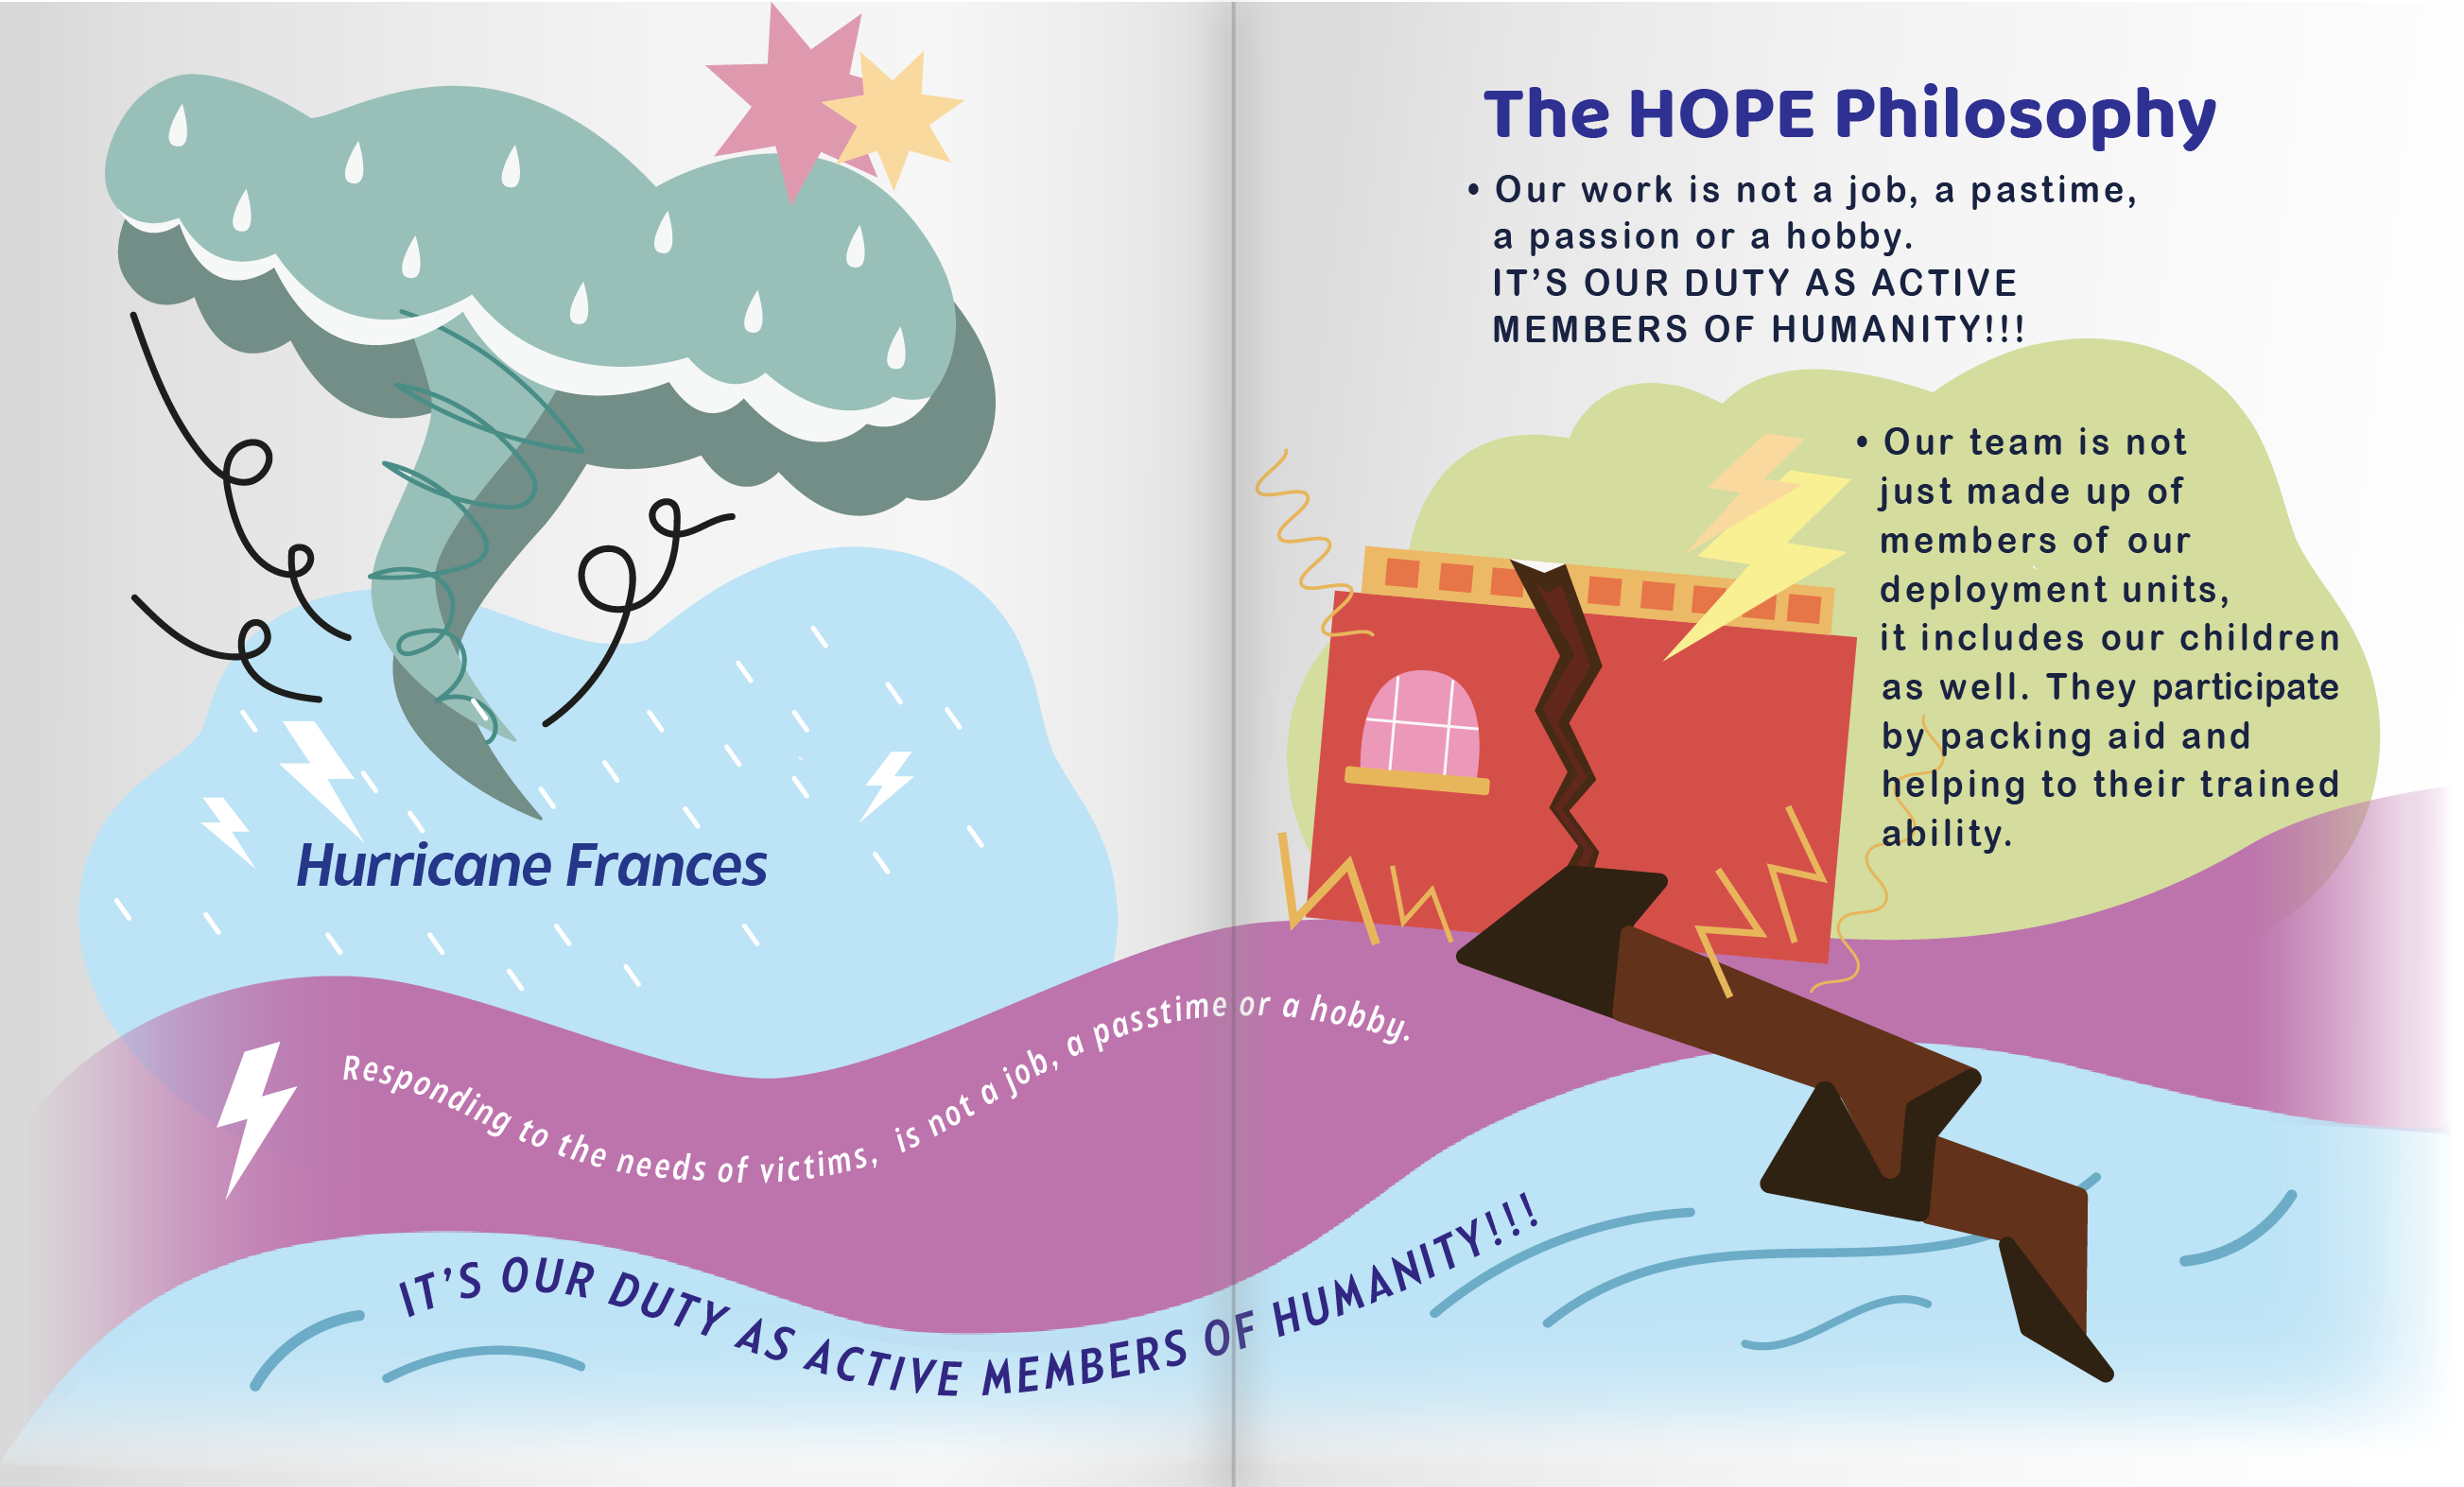 Hurricane Frances
Responding to the needs of victims, is not a job, a passtime or a hobby.
IT'S OUR DUTY AS ACTIVE MEMBERS OF HUMANITY!!!
The HOPE Philosophy
• Our work is not a job, a pastime,
a passion or a hobby.
IT'S OUR DUTY AS ACTIVE
MEMBERS OF HUMANITY!!!
• Our team is not
just made up of
members of our
deployment units,
it includes our children
as well. They participate
by packing aid and
helping to their trained
ability.